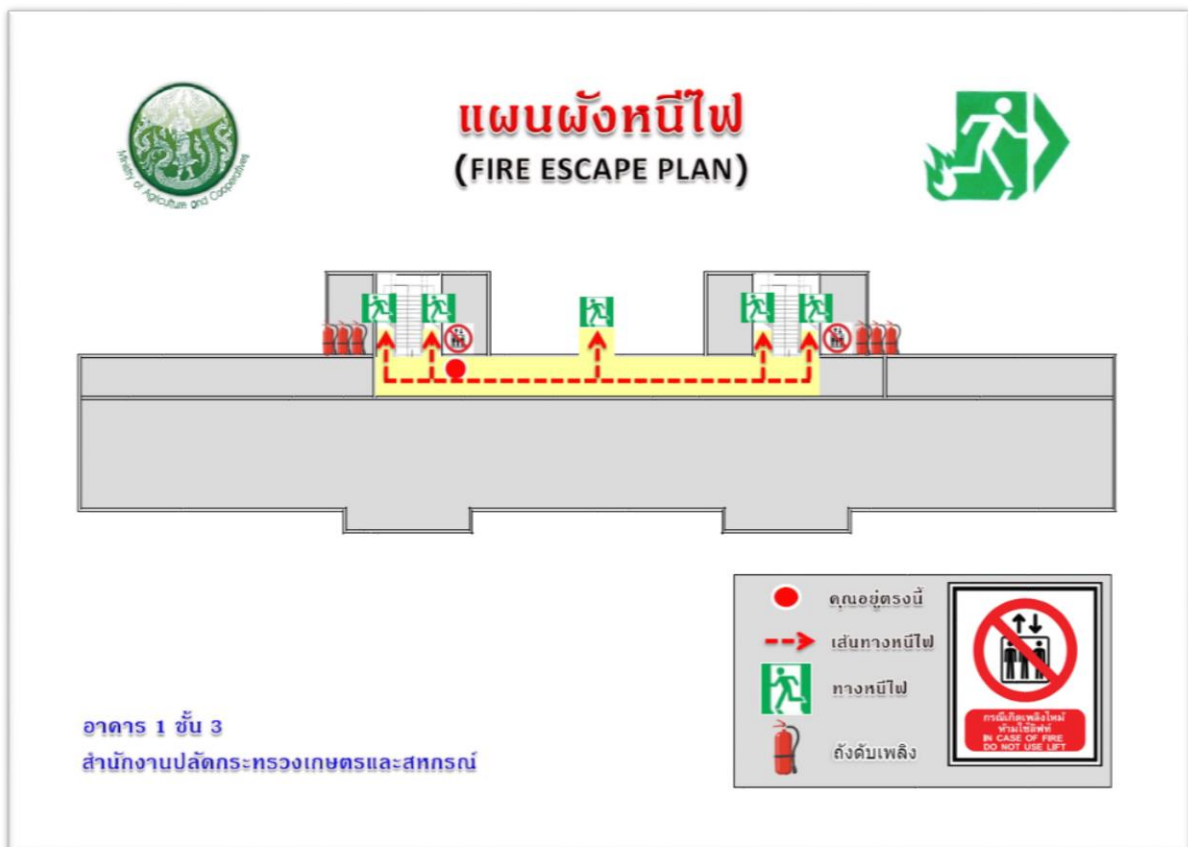 แผนผังหนีไฟ
(FIRE ESCAPE PLAN)
Ministry of Agriculture and Cooperatives
คุณอยู่ตรงนี้
เส้นทางหนีไฟ
ทางหนีไฟ
ถังดับเพลิง
กรณีเกิดเพลิงไหม้
ห้ามใช้ลิฟท์
IN CASE OF FIRE
DO NOT USE LIFT
อาคาร 1 ชั้น 3
สำนักงานปลัดกระทรวงเกษตรและสหกรณ์